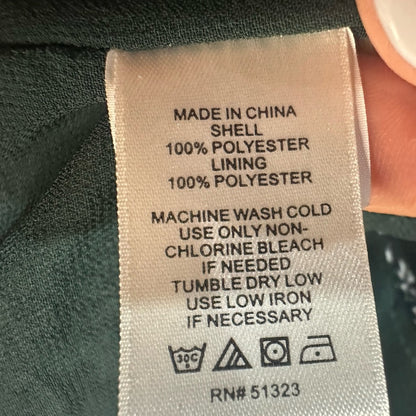 MADE IN CHINA
SHELL
100% POLYESTER
LINING
100% POLYESTER
MACHINE WASH COLD
USE ONLY NON-
CHLORINE BLEACH
IF NEEDED
TUMBLE DRY LOW
USE LOW IRON
IF NECESSARY
30C
RN# 51323